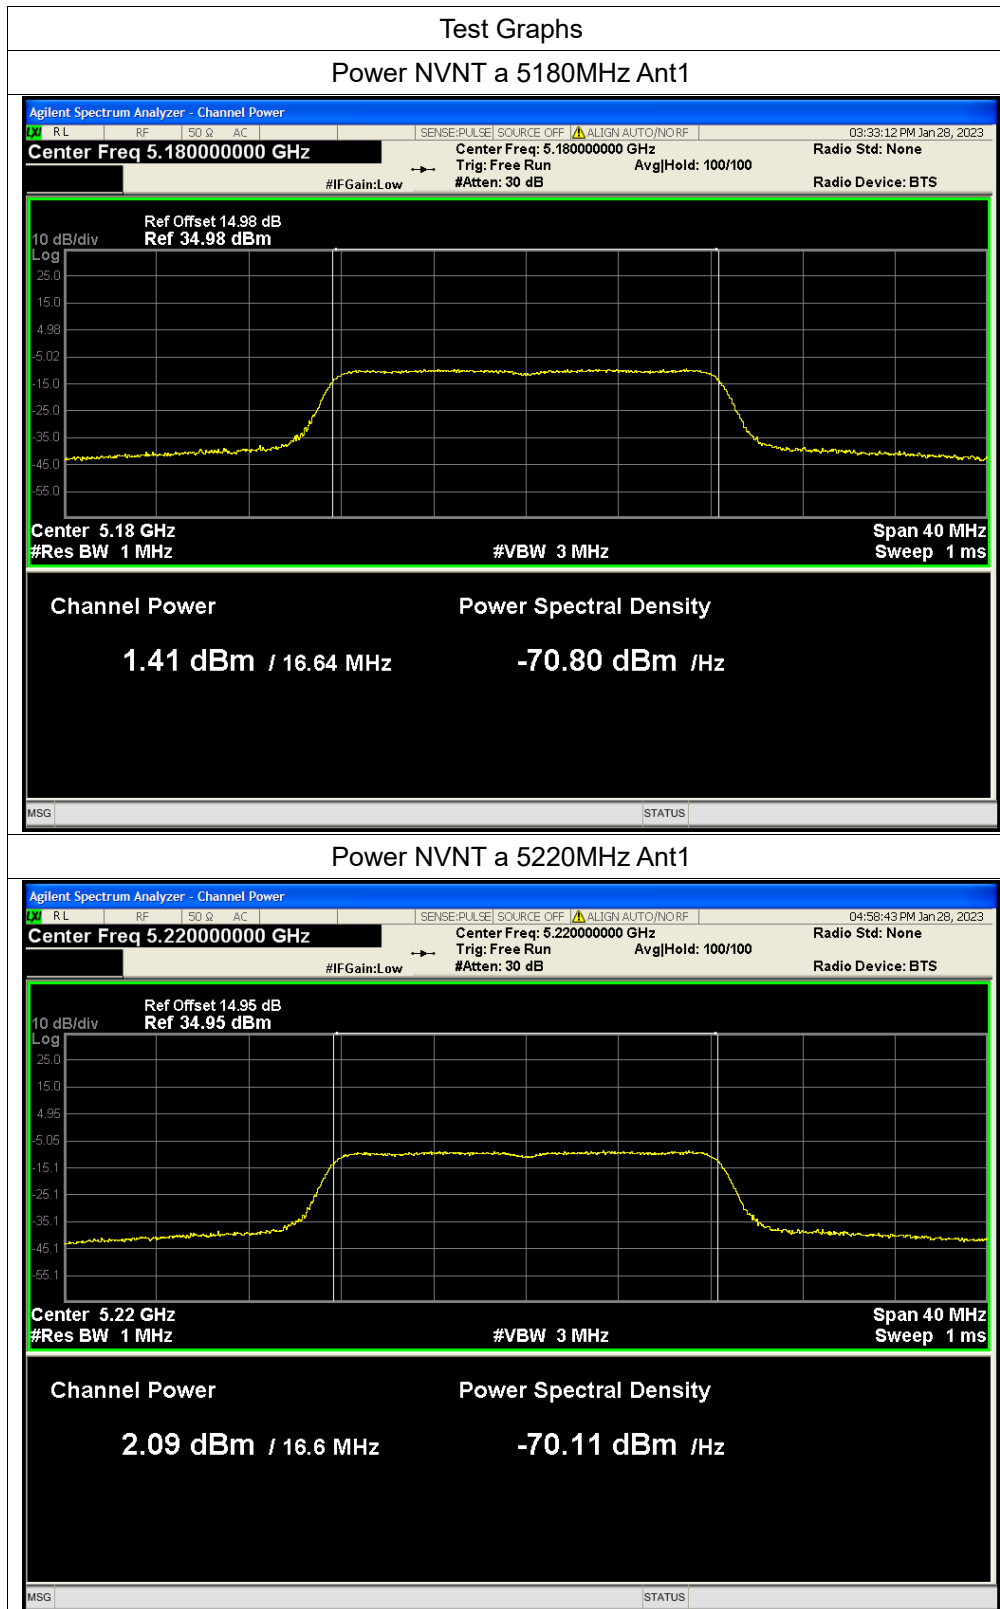 Test Graphs
Power NVNT a 5180MHz Ant1
Agilent Spectrum Analyzer - Channel Power
LXI RL RF 50 Ω AC SENSE:PULSE SOURCE OFF ALIGN AUTO/NO RF 03:33:12 PM Jan 28, 2023
Center Freq 5.180000000 GHz Center Freq: 5.180000000 GHz Radio Std: None
Trig: Free Run Avg|Hold: 100/100
#IFGain:Low #Atten: 30 dB Radio Device: BTS
Ref Offset 14.98 dB
10 dB/div Ref 34.98 dBm
Log
25.0
15.0
4.98
-5.02
-15.0
-25.0
-35.0
-45.0
-55.0
Center 5.18 GHz Span 40 MHz
#Res BW 1 MHz #VBW 3 MHz Sweep 1 ms
Channel Power Power Spectral Density
1.41 dBm / 16.64 MHz -70.80 dBm /Hz
MSG STATUS
Power NVNT a 5220MHz Ant1
Agilent Spectrum Analyzer - Channel Power
LXI RL RF 50 Ω AC SENSE:PULSE SOURCE OFF ALIGN AUTO/NO RF 04:58:43 PM Jan 28, 2023
Center Freq 5.220000000 GHz Center Freq: 5.220000000 GHz Radio Std: None
Trig: Free Run Avg|Hold: 100/100
#IFGain:Low #Atten: 30 dB Radio Device: BTS
Ref Offset 14.95 dB
10 dB/div Ref 34.95 dBm
Log
25.0
15.0
4.95
-5.05
-15.1
-25.1
-35.1
-45.1
-55.1
Center 5.22 GHz Span 40 MHz
#Res BW 1 MHz #VBW 3 MHz Sweep 1 ms
Channel Power Power Spectral Density
2.09 dBm / 16.6 MHz -70.11 dBm /Hz
MSG STATUS